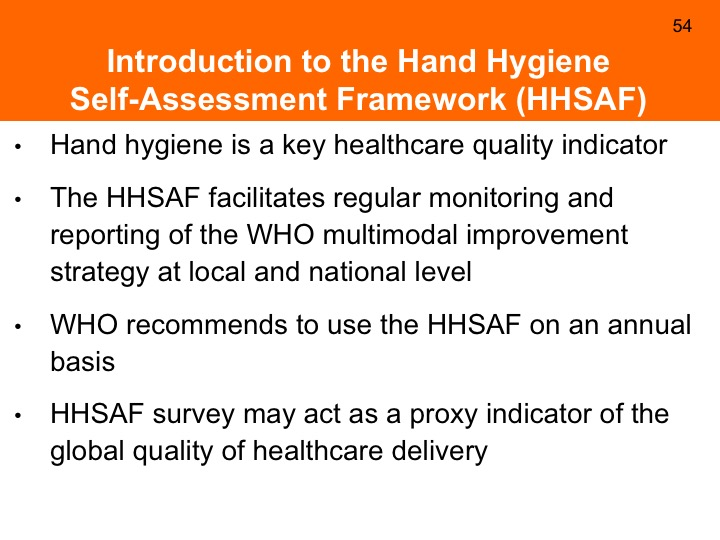 54
Introduction to the Hand Hygiene
Self-Assessment Framework (HHSAF)
• Hand hygiene is a key healthcare quality indicator
• The HHSAF facilitates regular monitoring and
reporting of the WHO multimodal improvement
strategy at local and national level
• WHO recommends to use the HHSAF on an annual
basis
• HHSAF survey may act as a proxy indicator of the
global quality of healthcare delivery